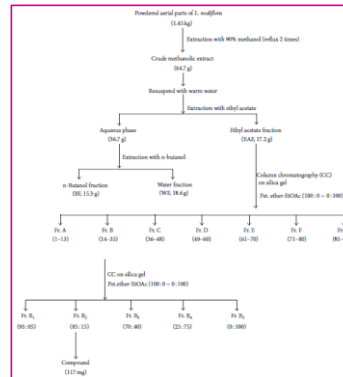 Powdered aerial parts of L. nodiflora
(1.453 kg)
Extraction with 90% methanol (reflux 2 times)
Crude methanolic extract
(64.7 g)
Resuspend with warm water
Extraction with ethyl acetate
Aqueous phase
(36.7 g)
Ethyl acetate fraction
(EAF, 17.2 g)
Extraction with n-butanol
Column chromatography (CC)
on silica gel
Pet. ether-EtOAc (100 : 0 – 0 : 100)
n-Butanol fraction
(BF, 15.3 g)
Water fraction
(WF, 18.6 g)
Fr. A
(1–13)
Fr. B
(14–35)
Fr. C
(36–48)
Fr. D
(49–60)
Fr. E
(61–70)
Fr. F
(71–80)
Fr.
CC on silica gel
Pet.ether-EtOAc (100 : 0 – 0 : 100)
Fr. B₁
(95 : 05)
Fr. B₂
(85 : 15)
Fr. B₃
(70 : 40)
Fr. B₄
(25 : 75)
Fr. B₅
(0 : 100)
Compound
(117 mg)